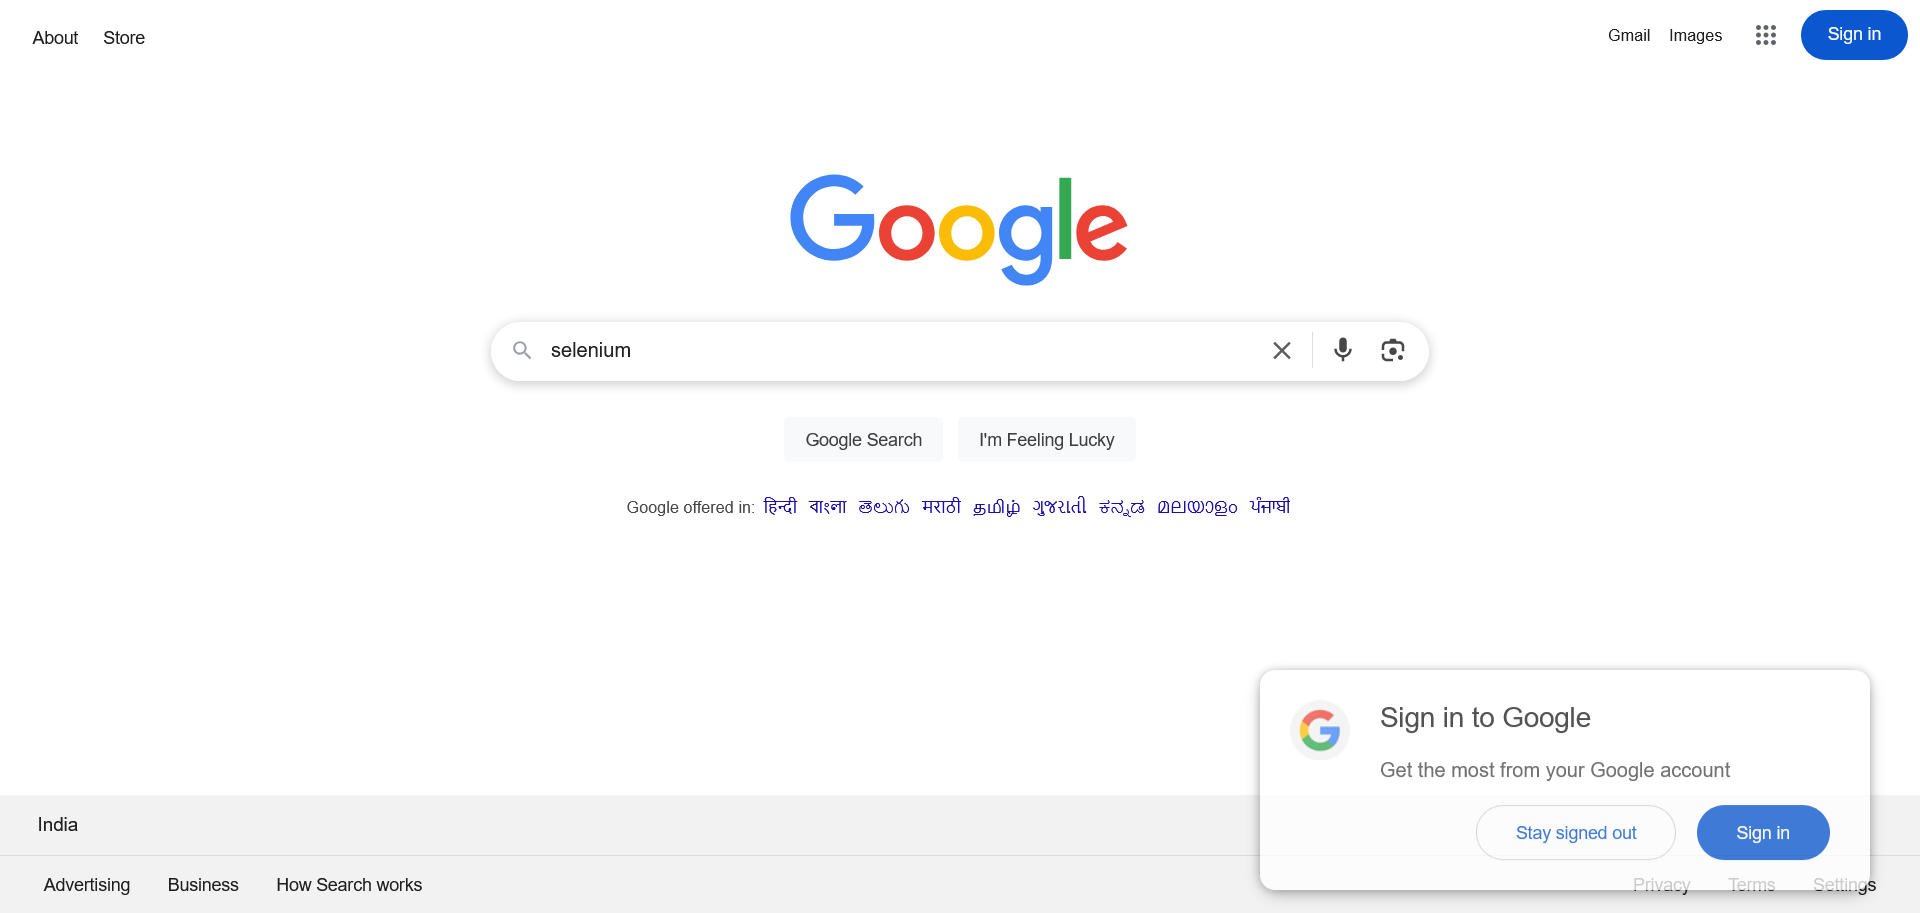 About Store
Gmail Images Sign in
Google
selenium
Google Search I'm Feeling Lucky
Google offered in: हिन्दी বাংলা తెలుగు मराठी தமிழ் ગુજરાતી ಕನ್ನಡ മലയാളം ਪੰਜਾਬੀ
Sign in to Google
Get the most from your Google account
Stay signed out Sign in
India
Advertising Business How Search works
Privacy Terms Settings